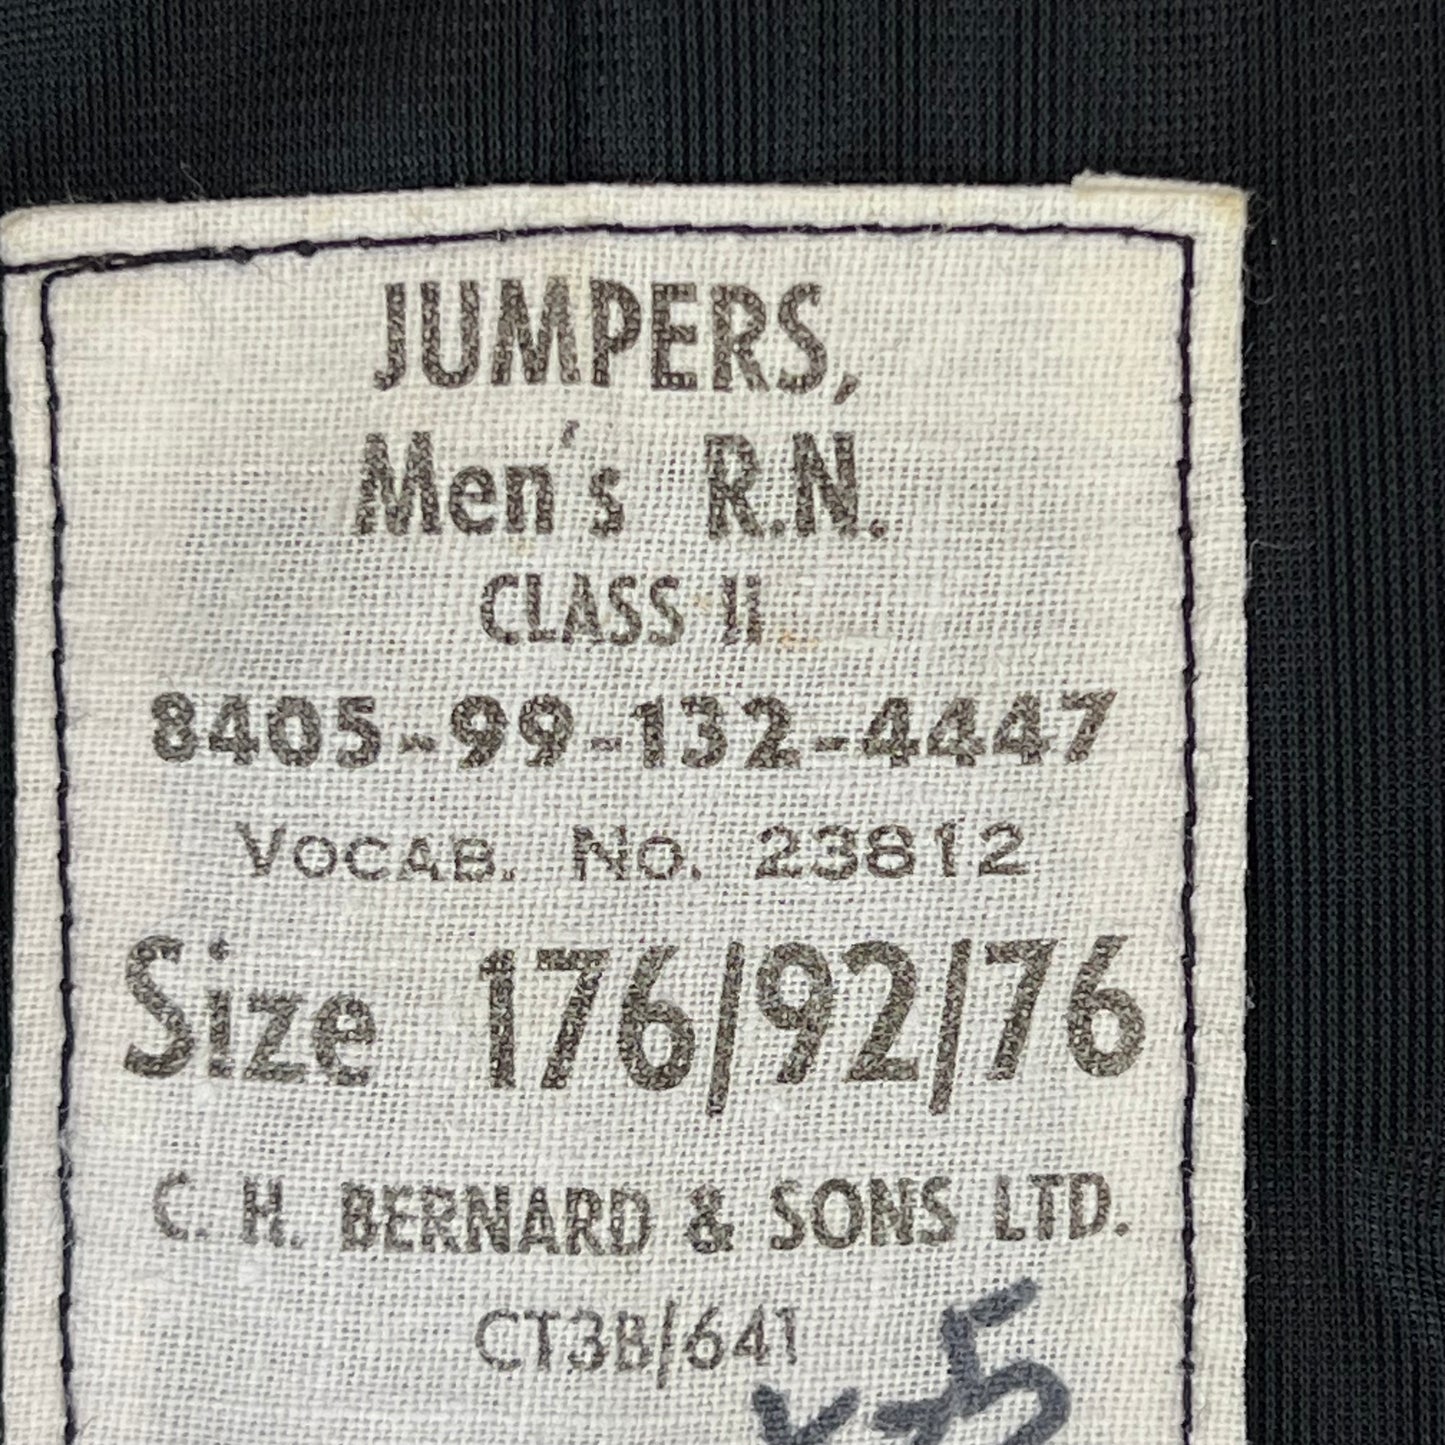 JUMPERS,
Men's R.N.
CLASS II
8405-99-132-4447
VOCAB. No. 23812
Size 176/92/76
C. H. BERNARD & SONS LTD.
CT3B/641